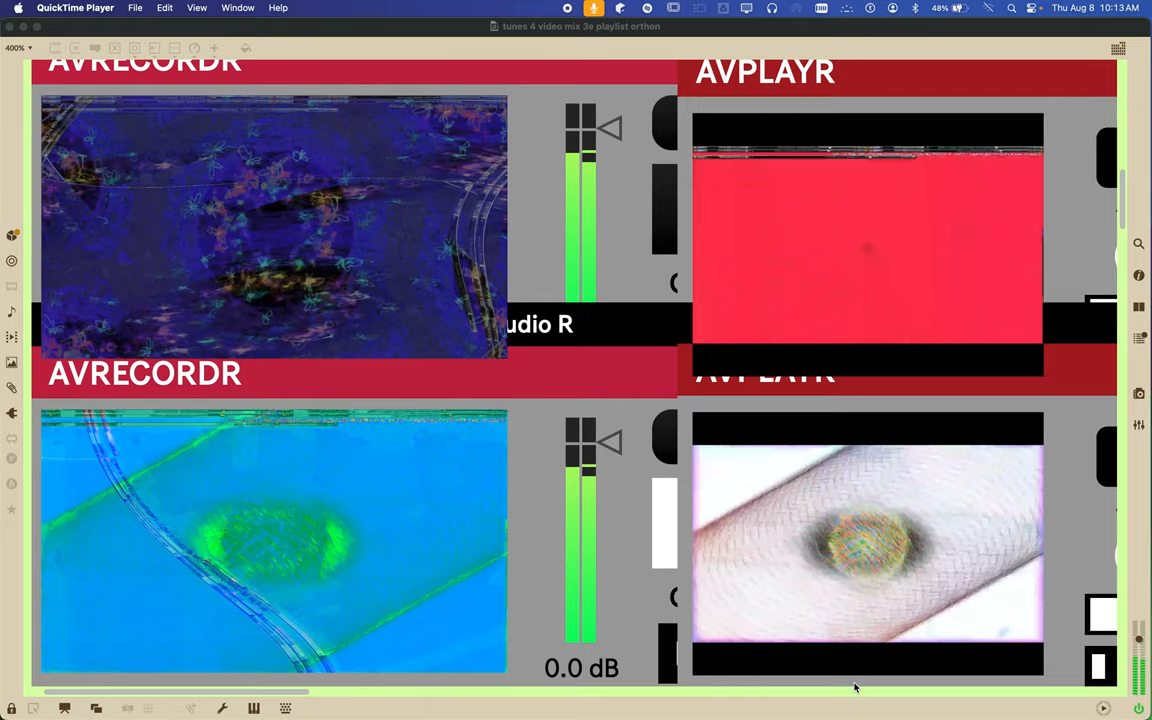 QuickTime Player File Edit View Window Help 48% Thu Aug 8 10:13 AM
tunes 4 video mix 3e playlist orthon
400%
AVRECORDR
AVPLAYR
udio R
AVRECORDR
AVPLAYR
0.0 dB